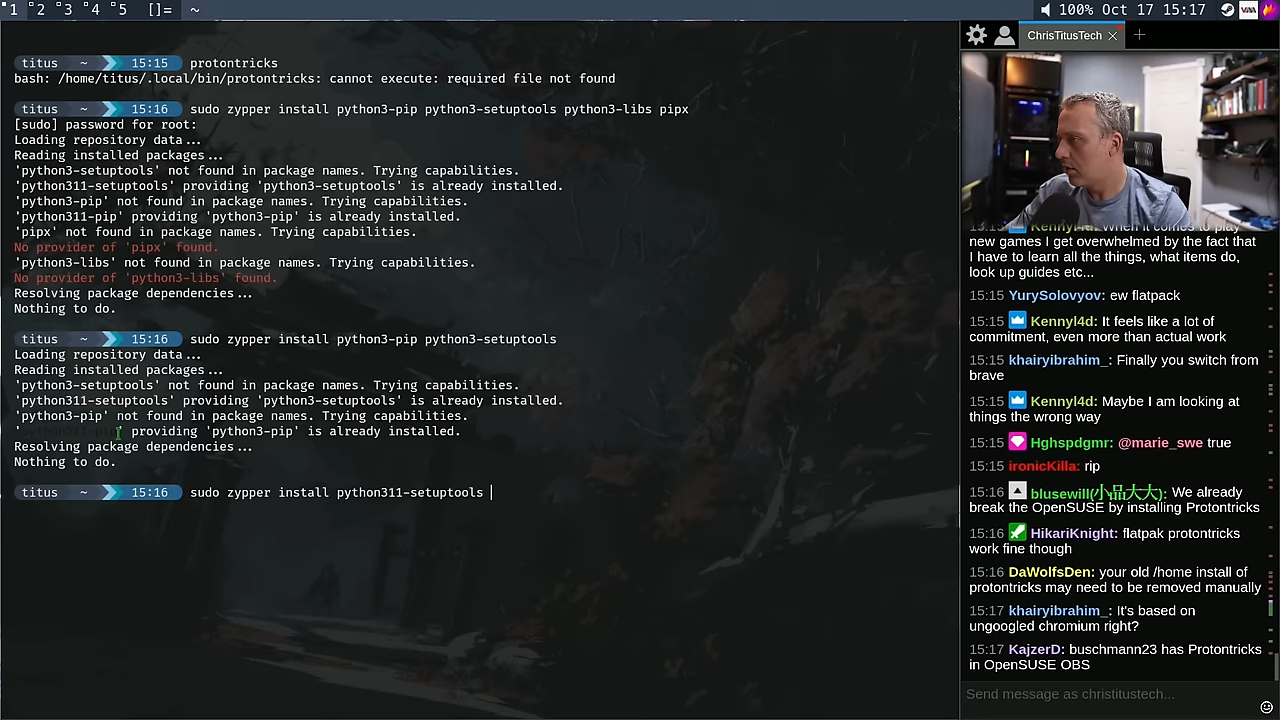 1 2 3 4 5 []= ~
100% Oct 17 15:17
titus ~ 15:15 protontricks
bash: /home/titus/.local/bin/protontricks: cannot execute: required file not found
titus ~ 15:16 sudo zypper install python3-pip python3-setuptools python3-libs pipx
[sudo] password for root:
Loading repository data...
Reading installed packages...
'python3-setuptools' not found in package names. Trying capabilities.
'python311-setuptools' providing 'python3-setuptools' is already installed.
'python3-pip' not found in package names. Trying capabilities.
'python311-pip' providing 'python3-pip' is already installed.
'pipx' not found in package names. Trying capabilities.
No provider of 'pipx' found.
'python3-libs' not found in package names. Trying capabilities.
No provider of 'python3-libs' found.
Resolving package dependencies...
Nothing to do.
titus ~ 15:16 sudo zypper install python3-pip python3-setuptools
Loading repository data...
Reading installed packages...
'python3-setuptools' not found in package names. Trying capabilities.
'python311-setuptools' providing 'python3-setuptools' is already installed.
'python3-pip' not found in package names. Trying capabilities.
'python311-pip' providing 'python3-pip' is already installed.
Resolving package dependencies...
Nothing to do.
titus ~ 15:16 sudo zypper install python311-setuptools
ChrisTitusTech
15:15 Kennyl4d: When it comes to play
new games I get overwhelmed by the fact that
I have to learn all the things, what items do,
look up guides etc...
15:15 YurySolovyov: ew flatpack
15:15 Kennyl4d: It feels like a lot of
commitment, even more than actual work
15:15 khairyibrahim_: Finally you switch from
brave
15:15 Kennyl4d: Maybe I am looking at
things the wrong way
15:15 Hghspdgmr: @marie_swe true
15:15 ironicKilla: rip
15:16 blusewill(小品大大): We already
break the OpenSUSE by installing Protontricks
15:16 HikariKnight: flatpak protontricks
work fine though
15:16 DaWolfsDen: your old /home install of
protontricks may need to be removed manually
15:17 khairyibrahim_: It's based on
ungoogled chromium right?
15:17 KajzerD: buschmann23 has Protontricks
in OpenSUSE OBS
Send message as christitustech...